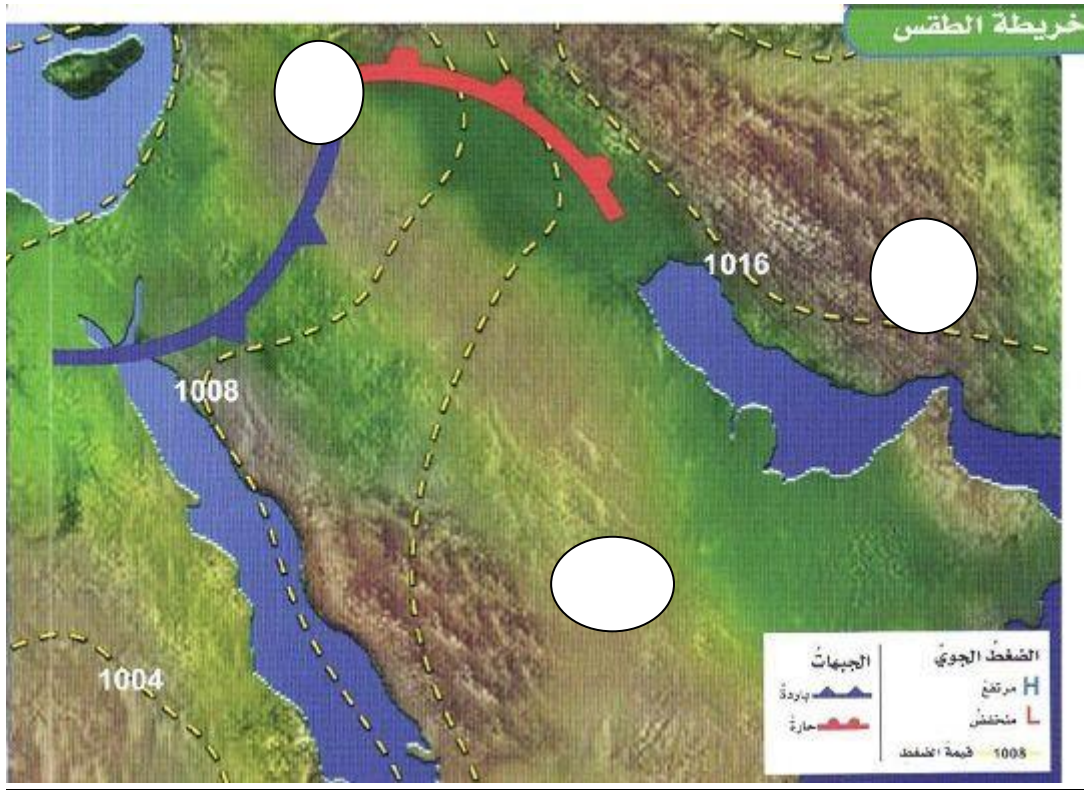 خريطة الطقس
1016
1008
1004
الضغط الجوي
H مرتفع
L منخفض
1008 قيمة الضغط
الجبهات
باردة
حارة